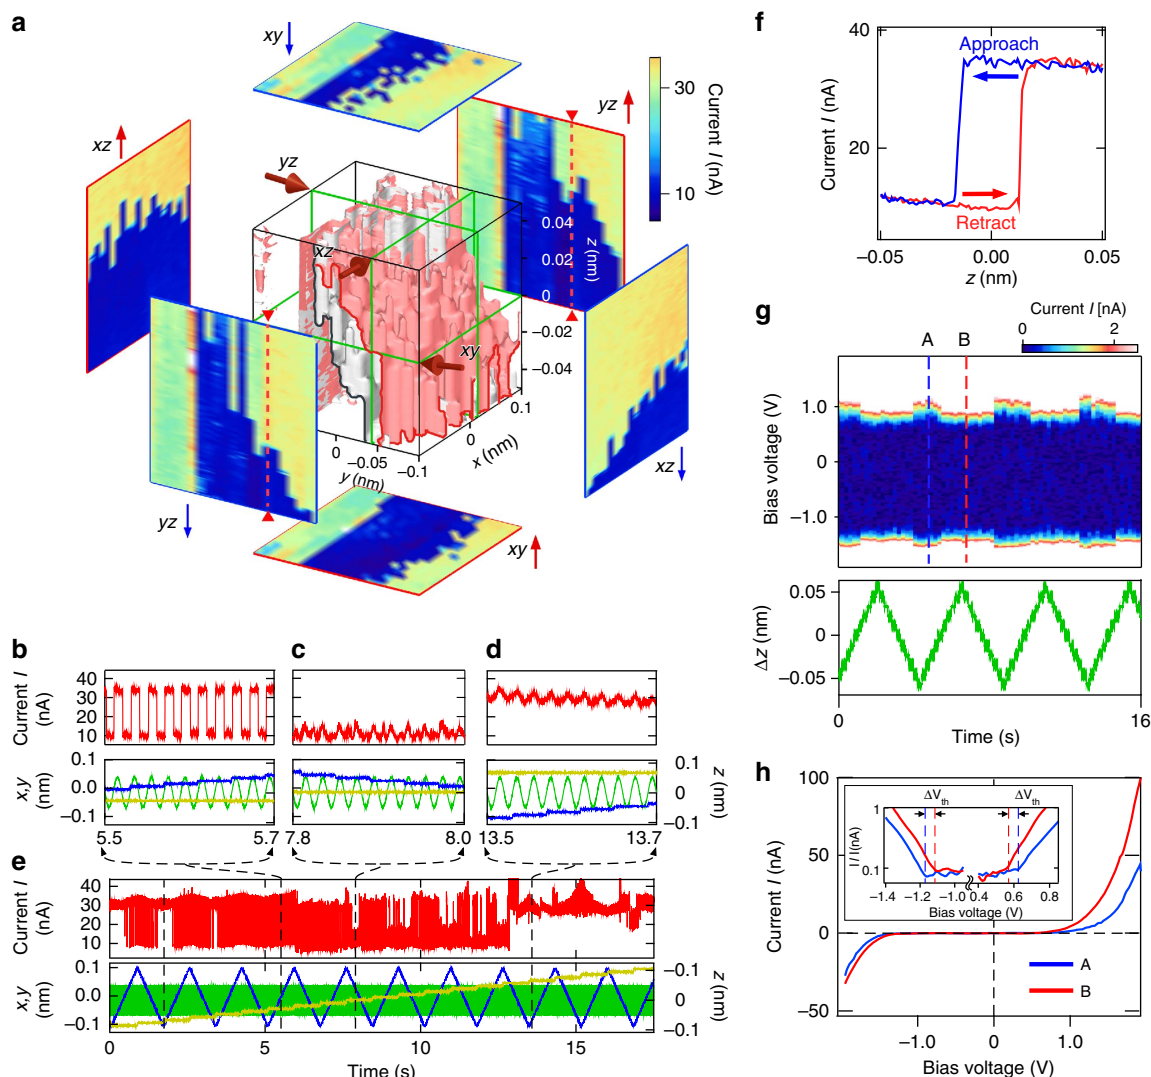 a
xy
yz
xz
30
10
Current I (nA)
yz
xz
xy
0.04
0.02
0
−0.02
−0.04
z (nm)
0.1
0
−0.1
x (nm)
0
−0.05
y (nm)
yz
xz
xy
f
40
20
Current I (nA)
Approach
Retract
−0.05
0.00
0.05
z (nm)
g
Current I [nA]
0
2
A
B
1.0
0
−1.0
Bias voltage (V)
0.05
0
−0.05
Δz (nm)
0
16
Time (s)
b
c
d
40
30
20
10
Current I
(nA)
0.1
0.0
−0.1
x,y
(nm)
0.1
0
−0.1
z (nm)
5.5
5.7
7.8
8.0
13.5
13.7
e
40
30
20
10
Current I
(nA)
0.1
0.0
−0.1
x,y
(nm)
−0.1
0
−0.1
z (nm)
0
5
10
15
Time (s)
h
100
50
0
−50
Current I (nA)
ΔVth
ΔVth
1
0.1
I / I(nA)
−1.4
−1.2
−1.0
0.4
0.6
0.8
Bias voltage (V)
A
B
−1.0
0
1.0
Bias voltage (V)